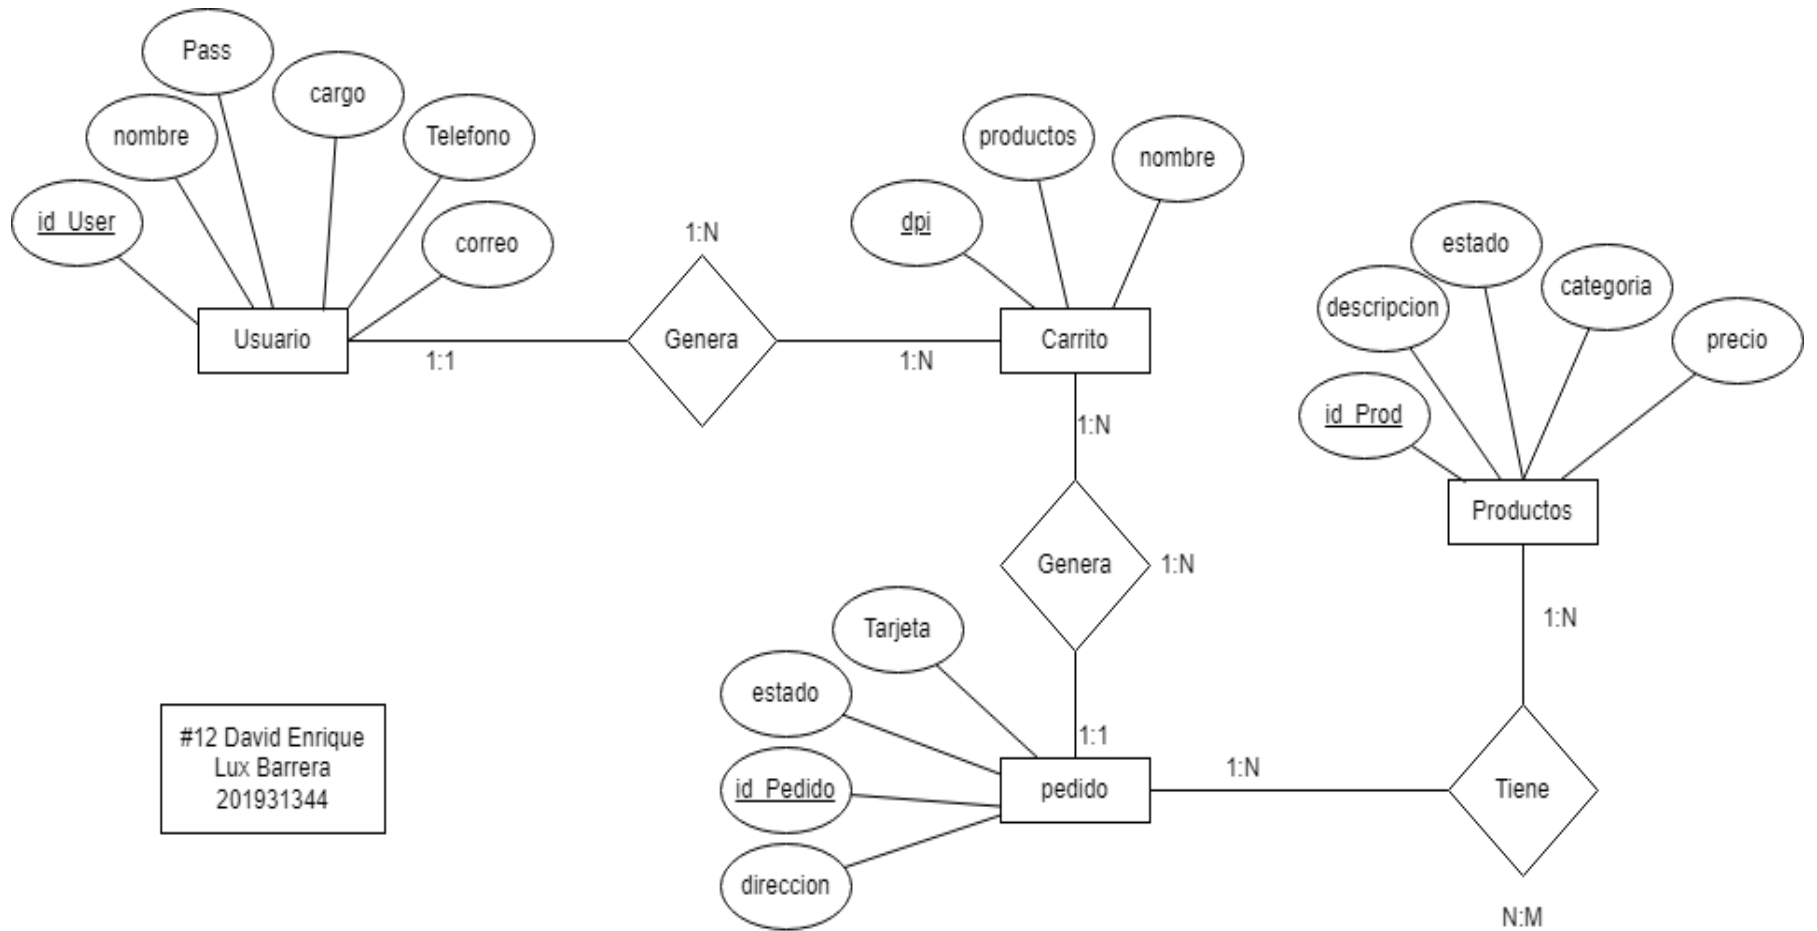 Pass
cargo
nombre
Telefono
id_User
correo
Usuario
1:1
1:N
Genera
1:N
productos
nombre
dpi
Carrito
1:N
Genera
1:N
1:1
estado
categoria
descripcion
precio
id_Prod
Productos
1:N
Tarjeta
estado
id_Pedido
direccion
pedido
1:N
Tiene
N:M
#12 David Enrique
Lux Barrera
201931344